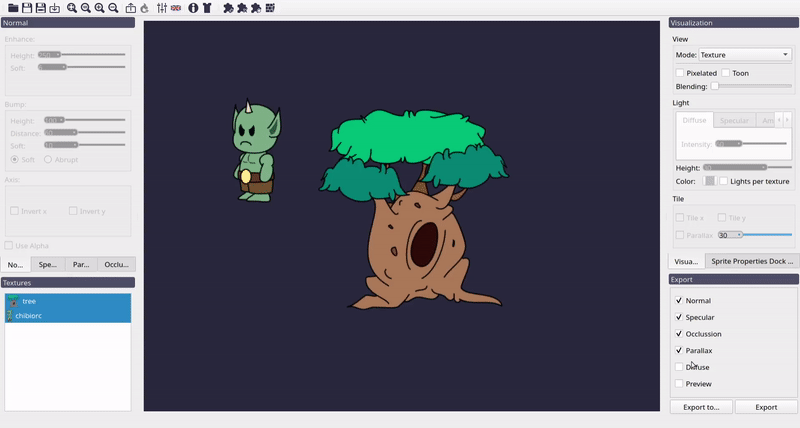 Normal
Enhance:
Height:
Soft:
Bump:
Height:
Distance:
Soft:
Soft
Abrupt
Axis:
Invert x
Invert y
Use Alpha
No...
Spe...
Par...
Occlu...
Textures
tree
chibiorc
Visualization
View
Mode: Texture
Pixelated
Toon
Blending:
Light
Diffuse
Specular
Am
Intensity:
Height:
Color:
Lights per texture
Tile
Tile x
Tile y
Parallax 30
Visua...
Sprite Properties Dock ...
Export
Normal
Specular
Occlussion
Parallax
Diffuse
Preview
Export to...
Export